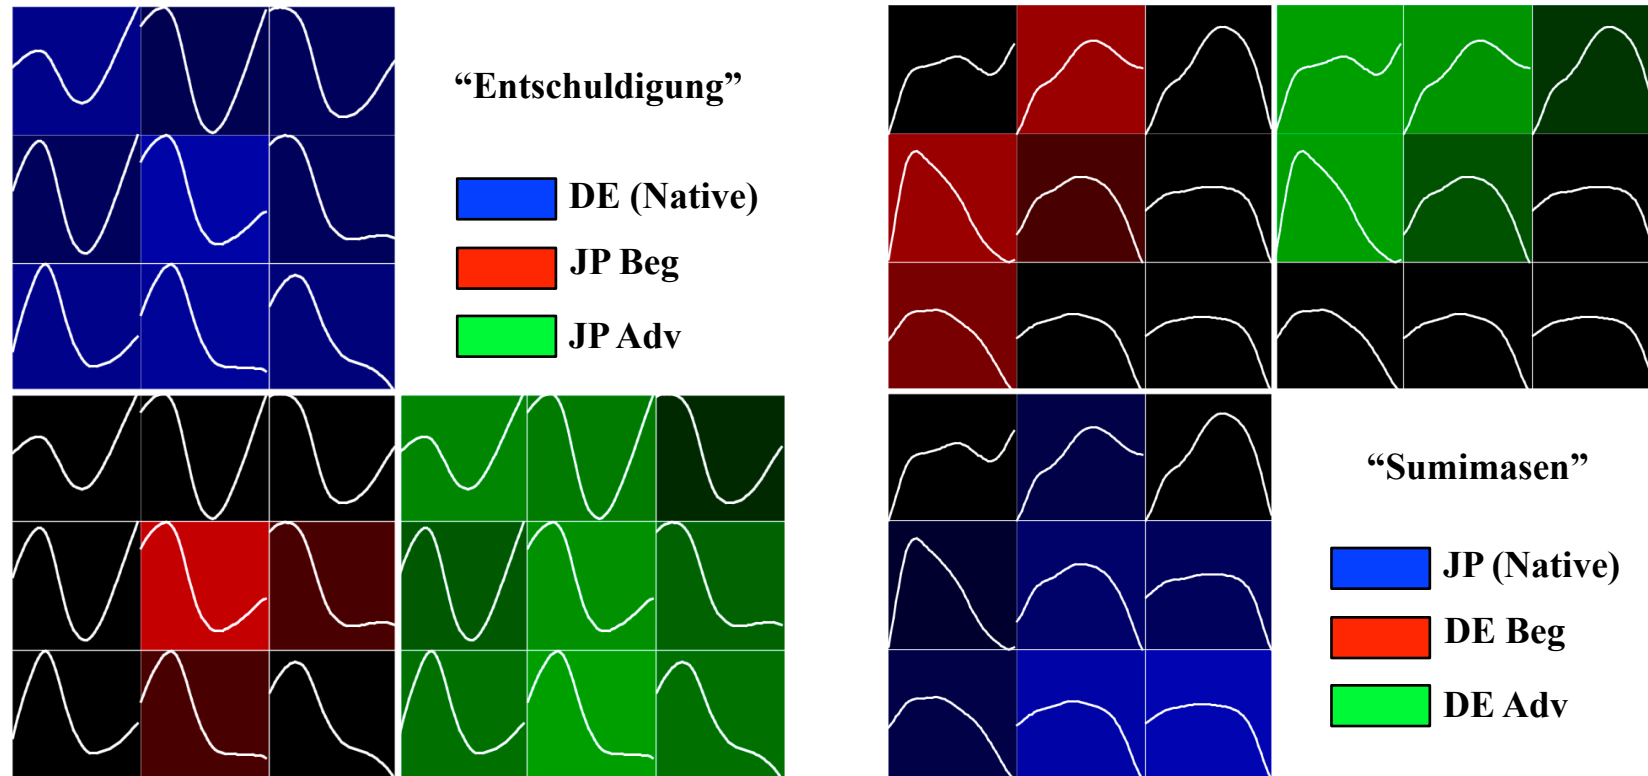 “Entschuldigung”
DE (Native)
JP Beg
JP Adv
“Sumimasen”
JP (Native)
DE Beg
DE Adv